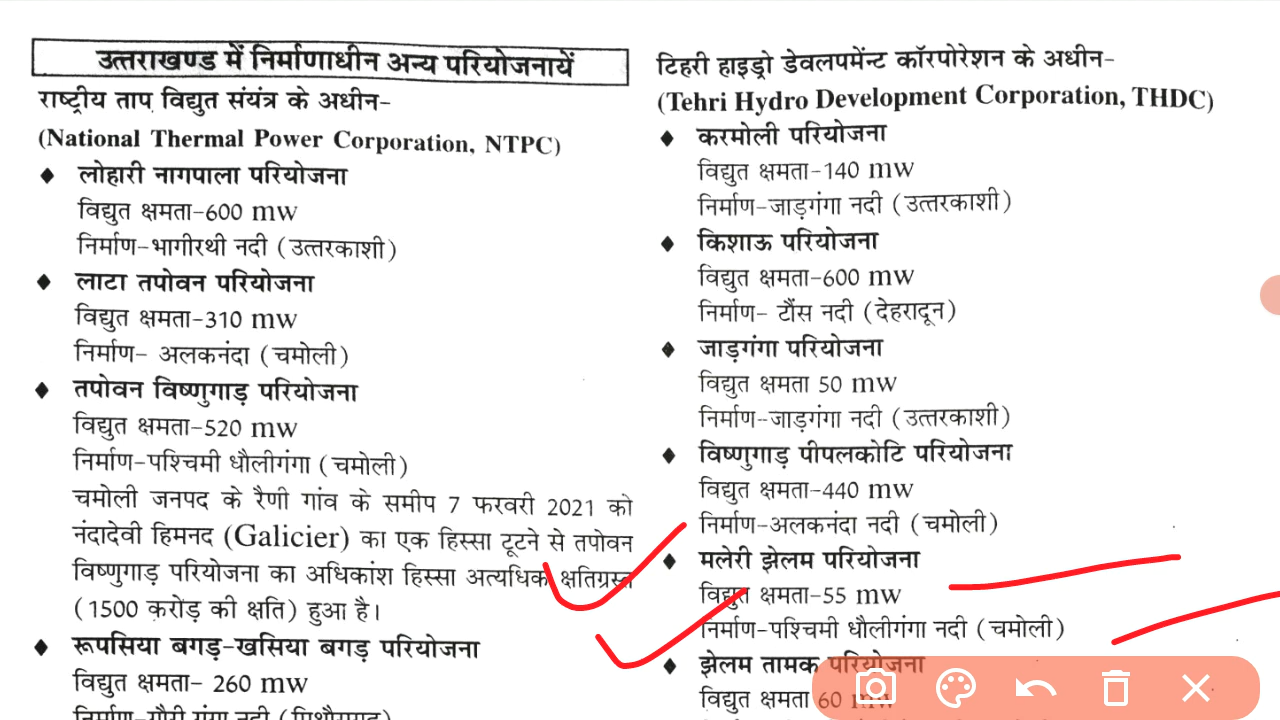 उत्तराखण्ड में निर्माणाधीन अन्य परियोजनायें
राष्ट्रीय ताप विद्युत संयंत्र के अधीन-
(National Thermal Power Corporation, NTPC)
♦ लोहारी नागपाला परियोजना
विद्युत क्षमता-600 mw
निर्माण-भागीरथी नदी (उत्तरकाशी)
♦ लाटा तपोवन परियोजना
विद्युत क्षमता-310 mw
निर्माण- अलकनंदा (चमोली)
♦ तपोवन विष्णुगाड़ परियोजना
विद्युत क्षमता-520 mw
निर्माण-पश्चिमी धौलीगंगा (चमोली)
चमोली जनपद के रैणी गांव के समीप 7 फरवरी 2021 को
नंदादेवी हिमनद (Galicier) का एक हिस्सा टूटने से तपोवन
विष्णुगाड़ परियोजना का अधिकांश हिस्सा अत्यधिक क्षतिग्रस्त
(1500 करोड़ की क्षति) हुआ है।
♦ रूपसिया बगड़-खसिया बगड़ परियोजना
विद्युत क्षमता- 260 mw
निर्माण-गौरी गंगा नदी (पिथौरागढ़)
टिहरी हाइड्रो डेवलपमेंन्ट कॉरपोरेशन के अधीन-
(Tehri Hydro Development Corporation, THDC)
♦ करमोली परियोजना
विद्युत क्षमता-140 mw
निर्माण-जाड़गंगा नदी (उत्तरकाशी)
♦ किशाऊ परियोजना
विद्युत क्षमता-600 mw
निर्माण- टौंस नदी (देहरादून)
♦ जाड़गंगा परियोजना
विद्युत क्षमता 50 mw
निर्माण-जाड़गंगा नदी (उत्तरकाशी)
♦ विष्णुगाड़ पीपलकोटि परियोजना
विद्युत क्षमता-440 mw
निर्माण-अलकनंदा नदी (चमोली)
♦ मलेरी झेलम परियोजना
विद्युत क्षमता-55 mw
निर्माण-पश्चिमी धौलीगंगा नदी (चमोली)
♦ झेलम तामक परियोजना
विद्युत क्षमता 60 mw